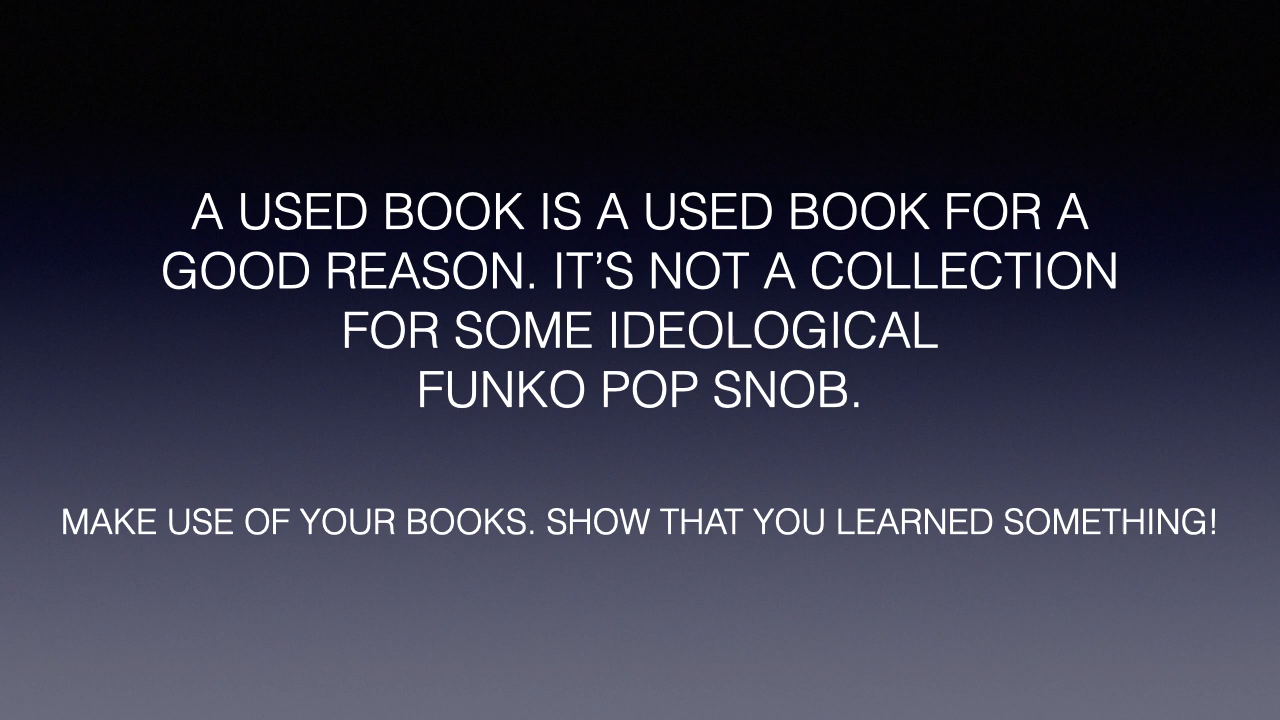 A USED BOOK IS A USED BOOK FOR A
GOOD REASON. IT’S NOT A COLLECTION
FOR SOME IDEOLOGICAL
FUNKO POP SNOB.
MAKE USE OF YOUR BOOKS. SHOW THAT YOU LEARNED SOMETHING!